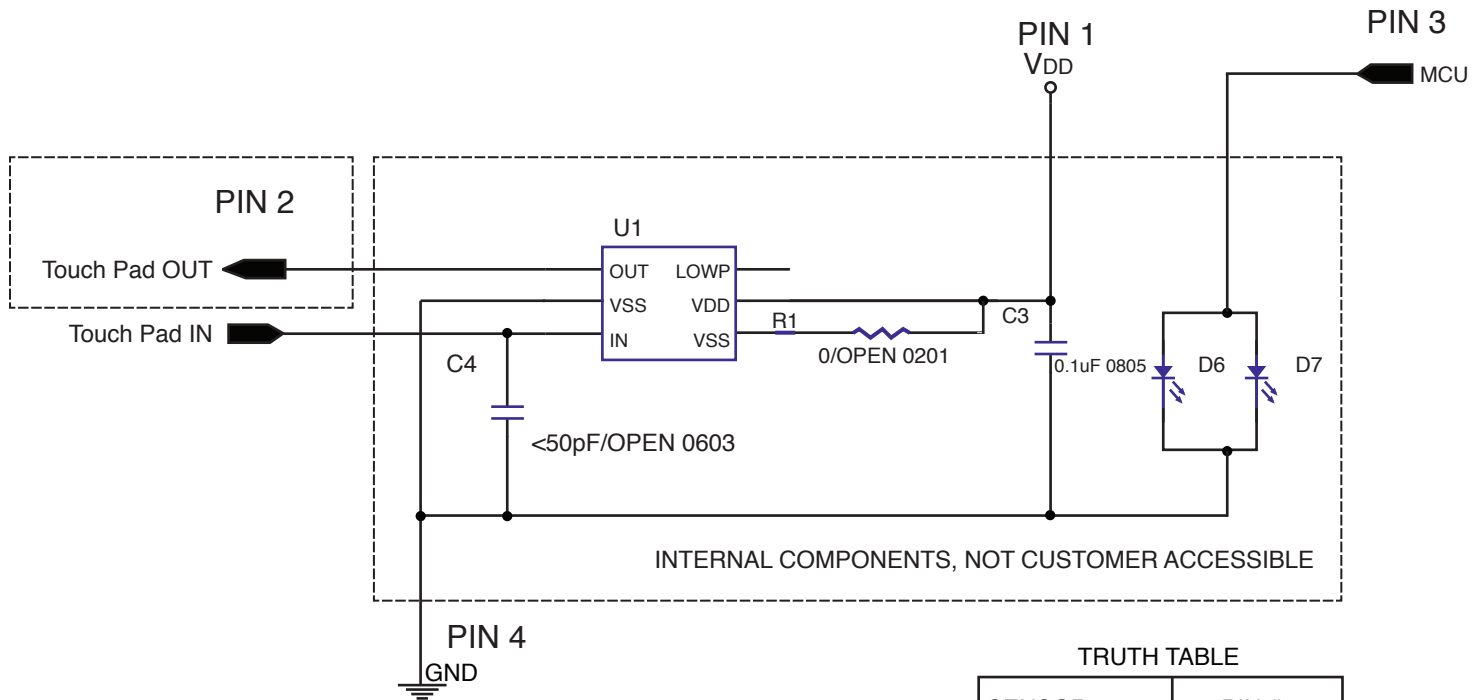 PIN 1
VDD
PIN 3
MCU
PIN 2
Touch Pad OUT
Touch Pad IN
U1
OUT
LOWP
VSS
VDD
IN
VSS
R1
0/OPEN 0201
C3
0.1uF 0805
D6
D7
C4
<50pF/OPEN 0603
INTERNAL COMPONENTS, NOT CUSTOMER ACCESSIBLE
PIN 4
GND
TRUTH TABLE